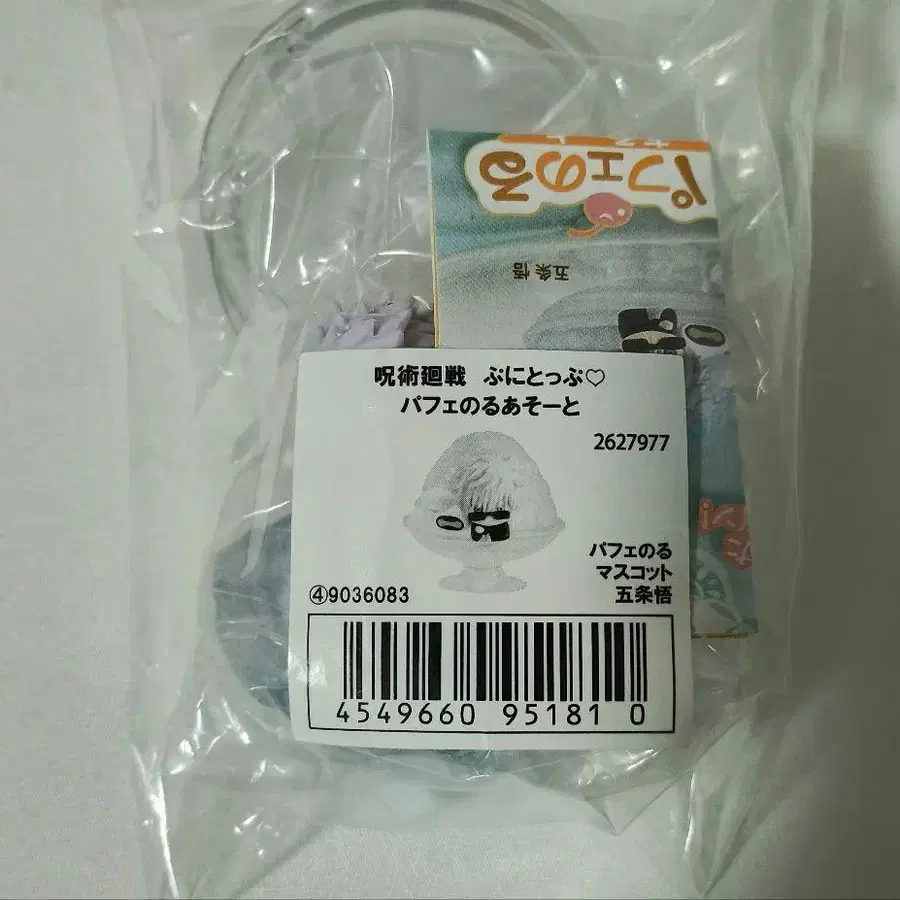 パフェのる
五条 悟
呪術廻戦 ぷにとっぷ♡
パフェのるあそーと
2627977
パフェのる
マスコット
五条悟
④9036083
4549660 95181 0